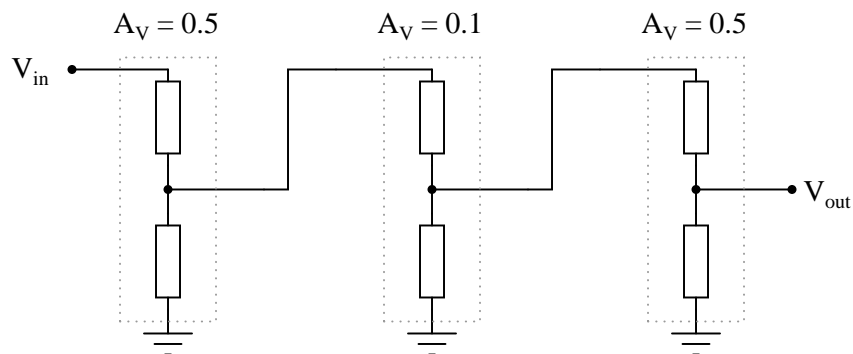 A_V = 0.5
A_V = 0.1
A_V = 0.5
V_in
V_out